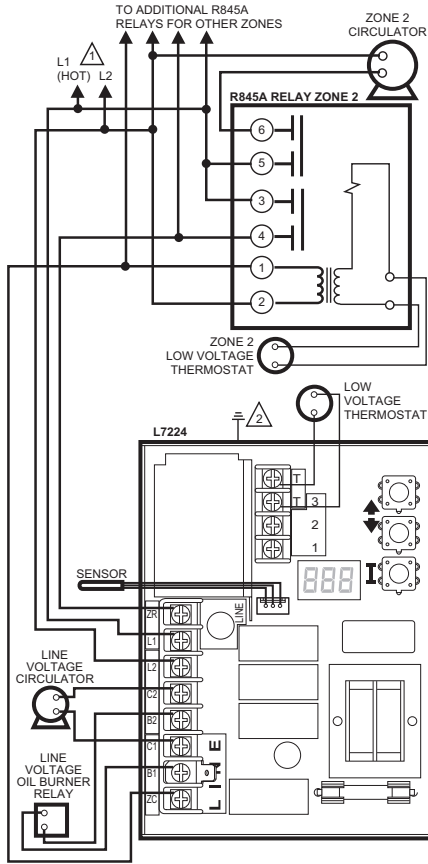 TO ADDITIONAL R845A
RELAYS FOR OTHER ZONES
ZONE 2
CIRCULATOR
1
L1
(HOT)
L2
R845A RELAY ZONE 2
6
5
3
4
1
2
ZONE 2
LOW VOLTAGE
THERMOSTAT
LOW
VOLTAGE
THERMOSTAT
2
L7224
T
T 3
2
1
888
SENSOR
LINE
ZR
L1
L2
C2
B2
C1
B1
ZC
LINE
LINE
VOLTAGE
CIRCULATOR
LINE
VOLTAGE
OIL BURNER
RELAY